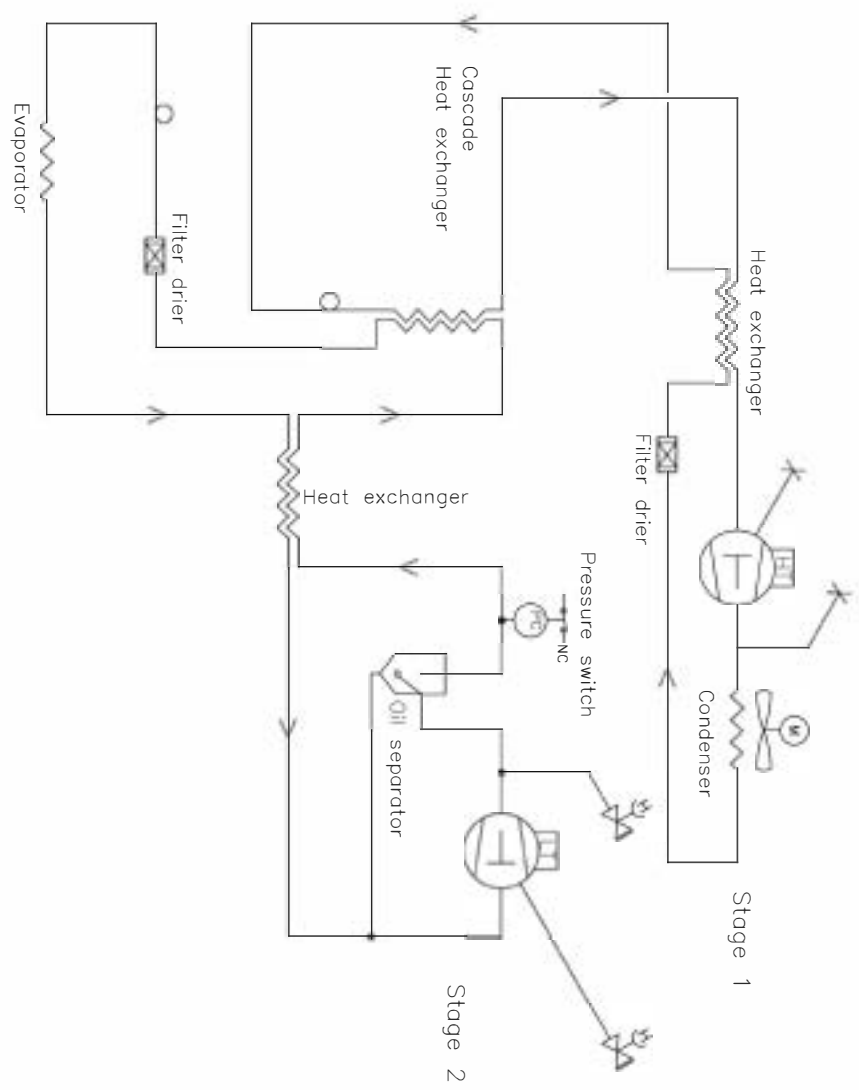 Cascade
Heat exchanger
Evaporator
Filter drier
Heat exchanger
Filter drier
Heat exchanger
Pressure switch
NC
Pc
Oil separator
Condenser
M
Stage 1
Stage 2